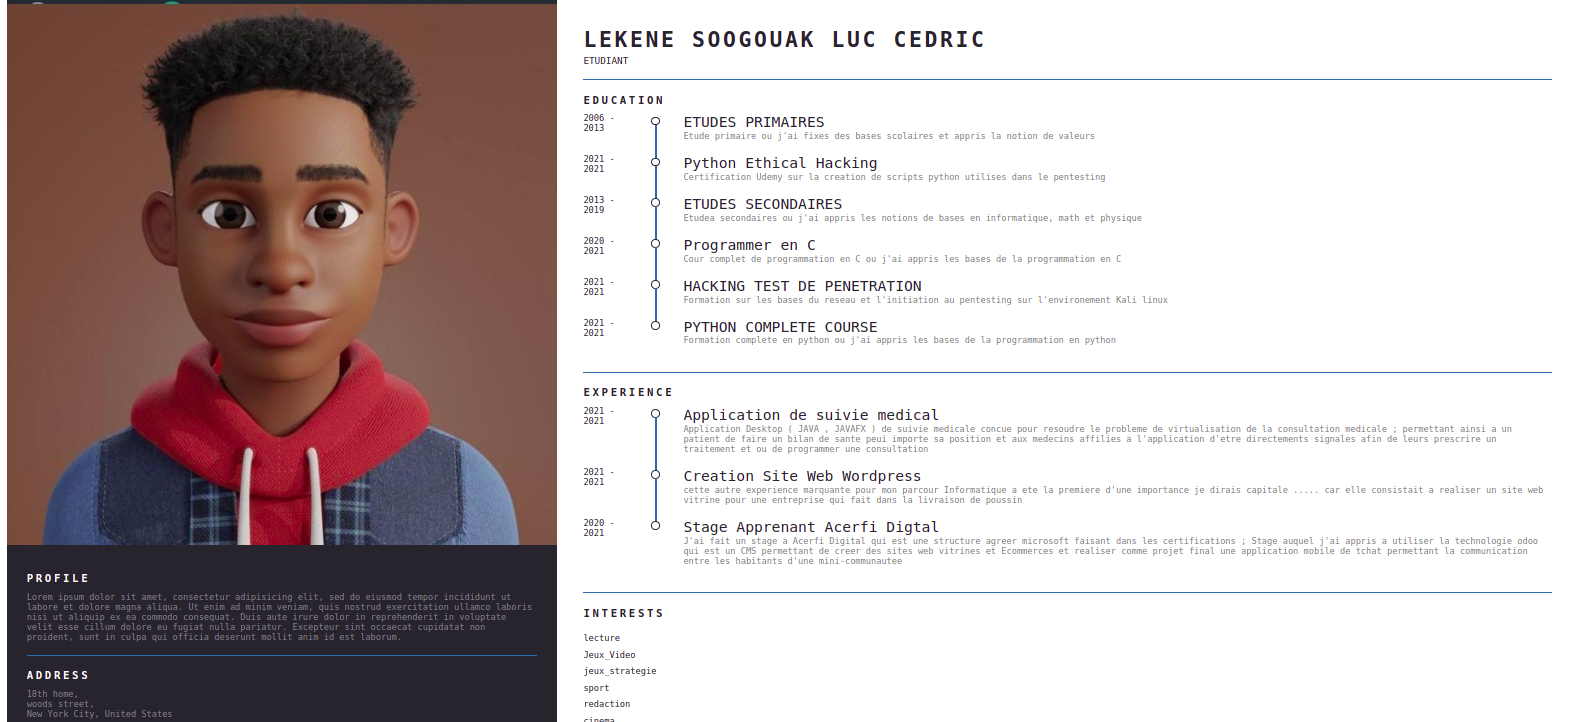 PROFILE
Lorem ipsum dolor sit amet, consectetur adipisicing elit, sed do eiusmod tempor incididunt ut
labore et dolore magna aliqua. Ut enim ad minim veniam, quis nostrud exercitation ullamco laboris
nisi ut aliquip ex ea commodo consequat. Duis aute irure dolor in reprehenderit in voluptate
velit esse cillum dolore eu fugiat nulla pariatur. Excepteur sint occaecat cupidatat non
proident, sunt in culpa qui officia deserunt mollit anim id est laborum.
ADDRESS
18th home,
woods street,
New York City, United States
LEKENE SOOGOUAK LUC CEDRIC
ETUDIANT
EDUCATION
2006 -
2013
ETUDES PRIMAIRES
Etude primaire ou j'ai fixes des bases scolaires et appris la notion de valeurs
2021 -
2021
Python Ethical Hacking
Certification Udemy sur la creation de scripts python utilises dans le pentesting
2013 -
2019
ETUDES SECONDAIRES
Etudea secondaires ou j'ai appris les notions de bases en informatique, math et physique
2020 -
2021
Programmer en C
Cour complet de programmation en C ou j'ai appris les bases de la programmation en C
2021 -
2021
HACKING TEST DE PENETRATION
Formation sur les bases du reseau et l'initiation au pentesting sur l'environement Kali linux
2021 -
2021
PYTHON COMPLETE COURSE
Formation complete en python ou j'ai appris les bases de la programmation en python
EXPERIENCE
2021 -
2021
Application de suivie medical
Application Desktop ( JAVA , JAVAFX ) de suivie medicale concue pour resoudre le probleme de virtualisation de la consultation medicale ; permettant ainsi a un
patient de faire un bilan de sante peui importe sa position et aux medecins affilies a l'application d'etre directements signales afin de leurs prescrire un
traitement et ou de programmer une consultation
2021 -
2021
Creation Site Web Wordpress
cette autre experience marquante pour mon parcour Informatique a ete la premiere d'une importance je dirais capitale ..... car elle consistait a realiser un site web
vitrine pour une entreprise qui fait dans la livraison de poussin
2020 -
2021
Stage Apprenant Acerfi Digtal
J'ai fait un stage a Acerfi Digital qui est une structure agreer microsoft faisant dans les certifications ; Stage auquel j'ai appris a utiliser la technologie odoo
qui est un CMS permettant de creer des sites web vitrines et Ecommerces et realiser comme projet final une application mobile de tchat permettant la communication
entre les habitants d'une mini-communautee
INTERESTS
lecture
Jeux_Video
jeux_strategie
sport
redaction
cinema